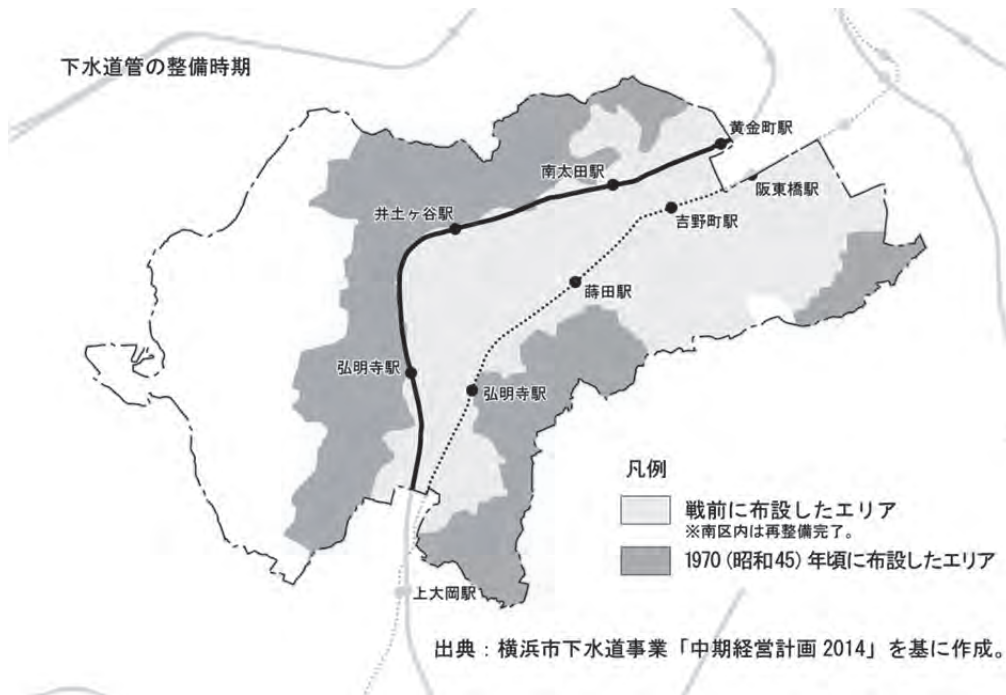 下水道管の整備時期
黄金町駅
南太田駅
阪東橋駅
井土ヶ谷駅
吉野町駅
蒔田駅
弘明寺駅
弘明寺駅
凡例
戦前に布設したエリア
※南区内は再整備完了。
1970(昭和45)年頃に布設したエリア
上大岡駅
出典:横浜市下水道事業「中期経営計画2014」を基に作成。